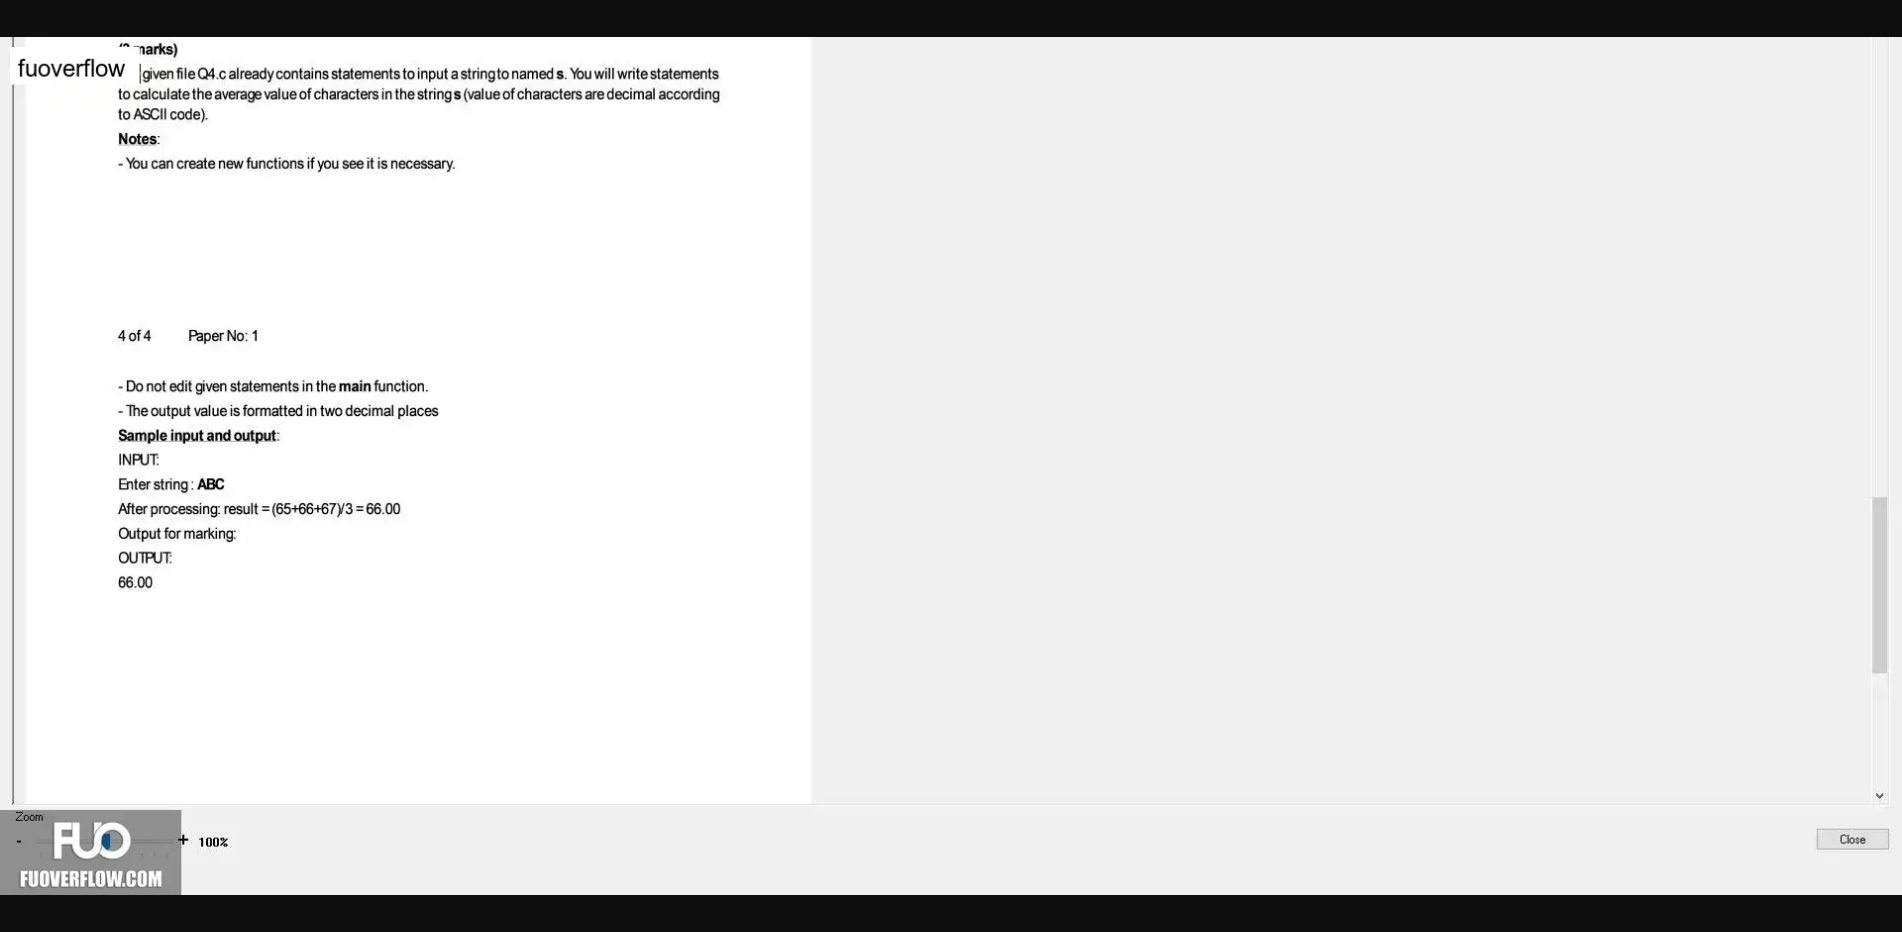 marks)
fuoverflow
given file Q4.c already contains statements to input a string to named s. You will write statements
to calculate the average value of characters in the string s (value of characters are decimal according
to ASCII code).
Notes:
- You can create new functions if you see it is necessary.
4 of 4 Paper No: 1
- Do not edit given statements in the main function.
- The output value is formatted in two decimal places
Sample input and output:
INPUT:
Enter string : ABC
After processing: result = (65+66+67)/3 = 66.00
Output for marking:
OUTPUT:
66.00
Zoom
- + 100%
Close
FUO
FUOVERFLOW.COM